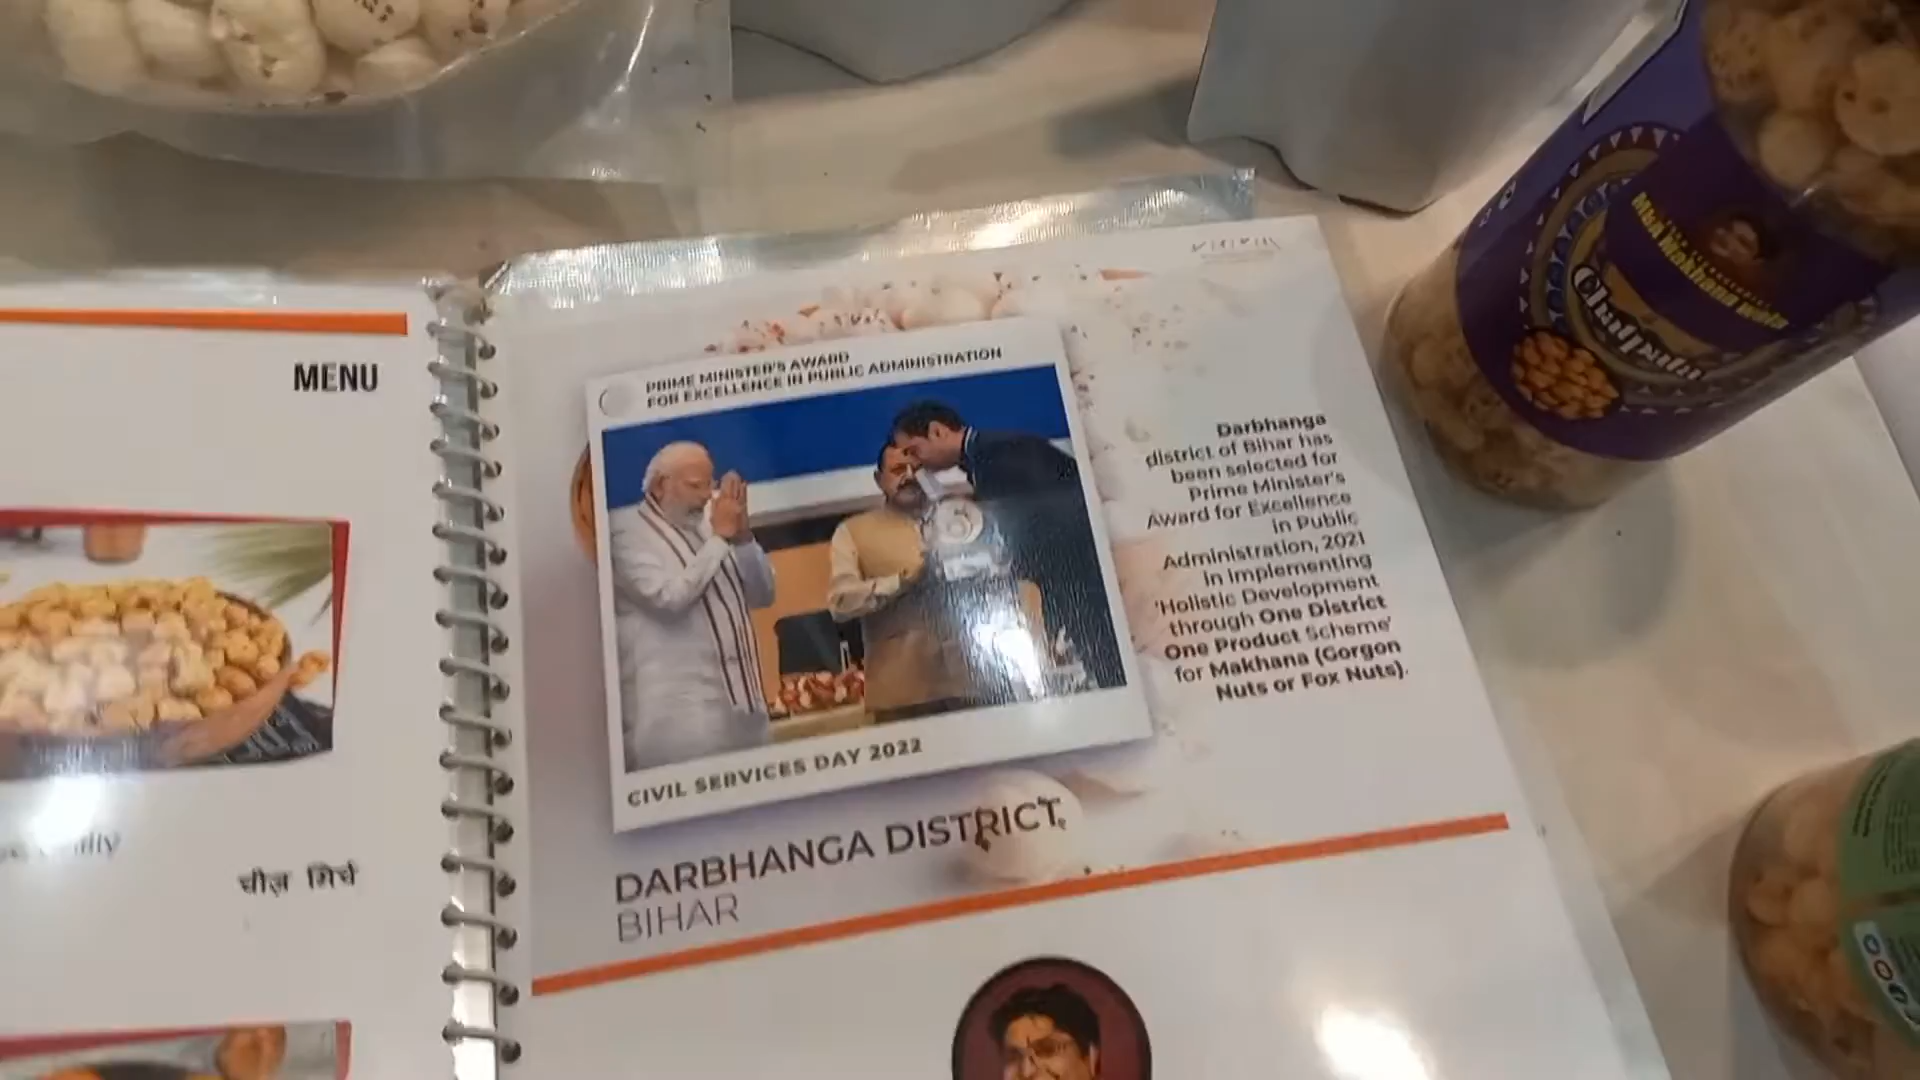 MENU
चीज़ मिर्च
PRIME MINISTER'S AWARD
FOR EXCELLENCE IN PUBLIC ADMINISTRATION
CIVIL SERVICES DAY 2022
DARBHANGA DISTRICT,
BIHAR
Darbhanga
district of Bihar has
been selected for
Prime Minister's
Award for Excellence
in Public
Administration, 2021
in implementing
'Holistic Development
through One District
One Product Scheme'
for Makhana (Gorgon
Nuts or Fox Nuts).
Chatpata